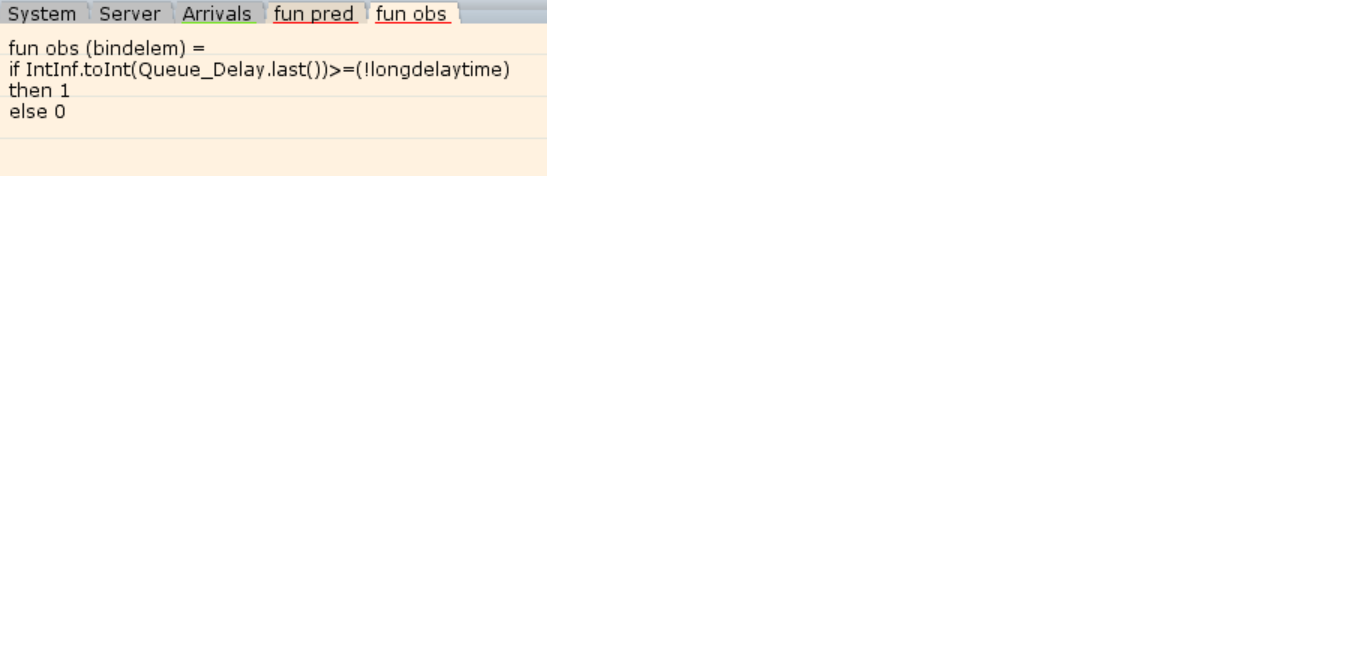 System Server Arrivals fun pred fun obs
fun obs (bindelem) =
if IntInf.toInt(Queue_Delay.last())>=(!longdelaytime)
then 1
else 0